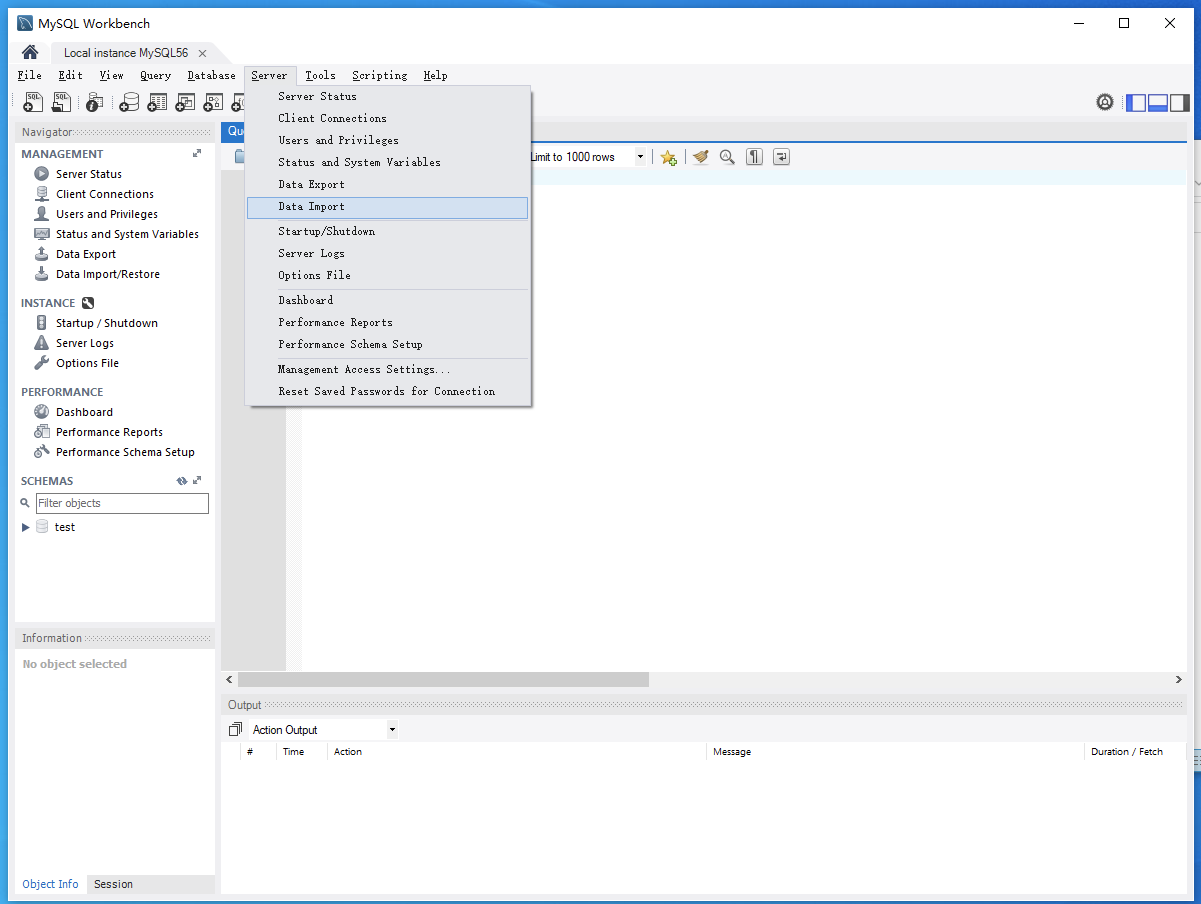 MySQL Workbench
Local instance MySQL56
File Edit View Query Database Server Tools Scripting Help
Server Status
Client Connections
Users and Privileges
Status and System Variables
Data Export
Data Import
Startup/Shutdown
Server Logs
Options File
Dashboard
Performance Reports
Performance Schema Setup
Management Access Settings...
Reset Saved Passwords for Connection
Limit to 1000 rows
Navigator
MANAGEMENT
Server Status
Client Connections
Users and Privileges
Status and System Variables
Data Export
Data Import/Restore
INSTANCE
Startup / Shutdown
Server Logs
Options File
PERFORMANCE
Dashboard
Performance Reports
Performance Schema Setup
SCHEMAS
Filter objects
test
Information
No object selected
Object Info Session
Output
Action Output
# Time Action Message Duration / Fetch